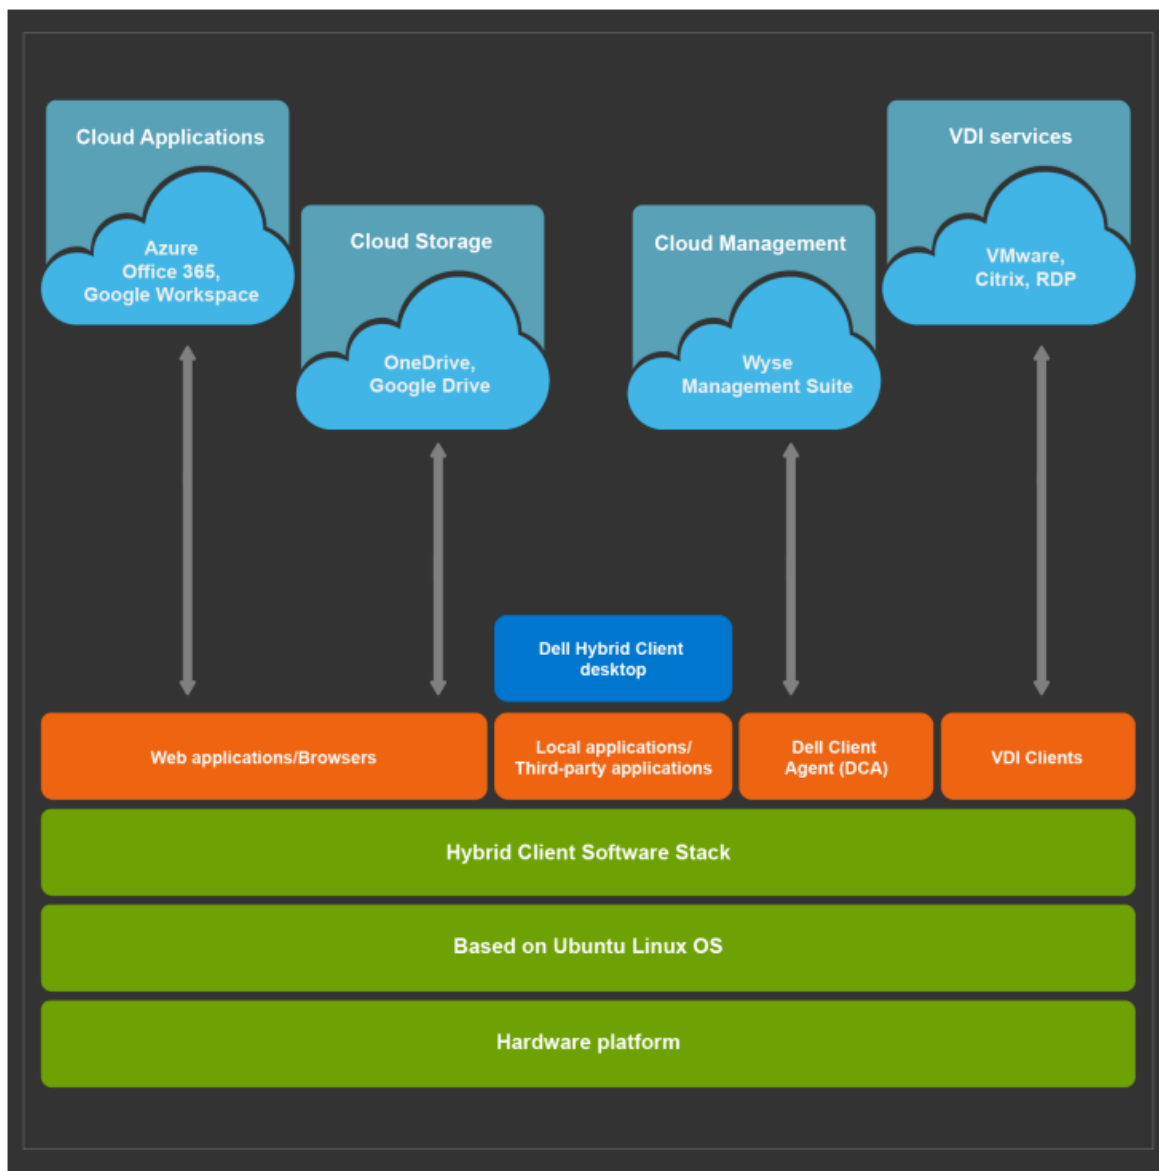 Cloud Applications
Azure
Office 365,
Google Workspace
Cloud Storage
OneDrive,
Google Drive
Cloud Management
Wyse
Management Suite
VDI services
VMware,
Citrix, RDP
Dell Hybrid Client
desktop
Web applications/Browsers
Local applications/
Third-party applications
Dell Client
Agent (DCA)
VDI Clients
Hybrid Client Software Stack
Based on Ubuntu Linux OS
Hardware platform